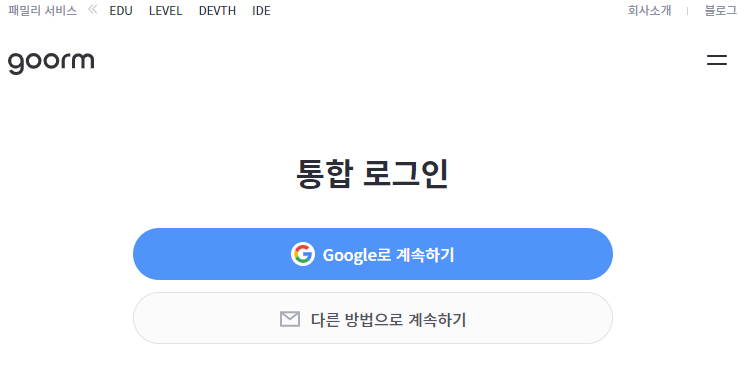 패밀리 서비스 EDU LEVEL DEVTH IDE 회사소개 블로그
goorm
통합 로그인
Google로 계속하기
다른 방법으로 계속하기